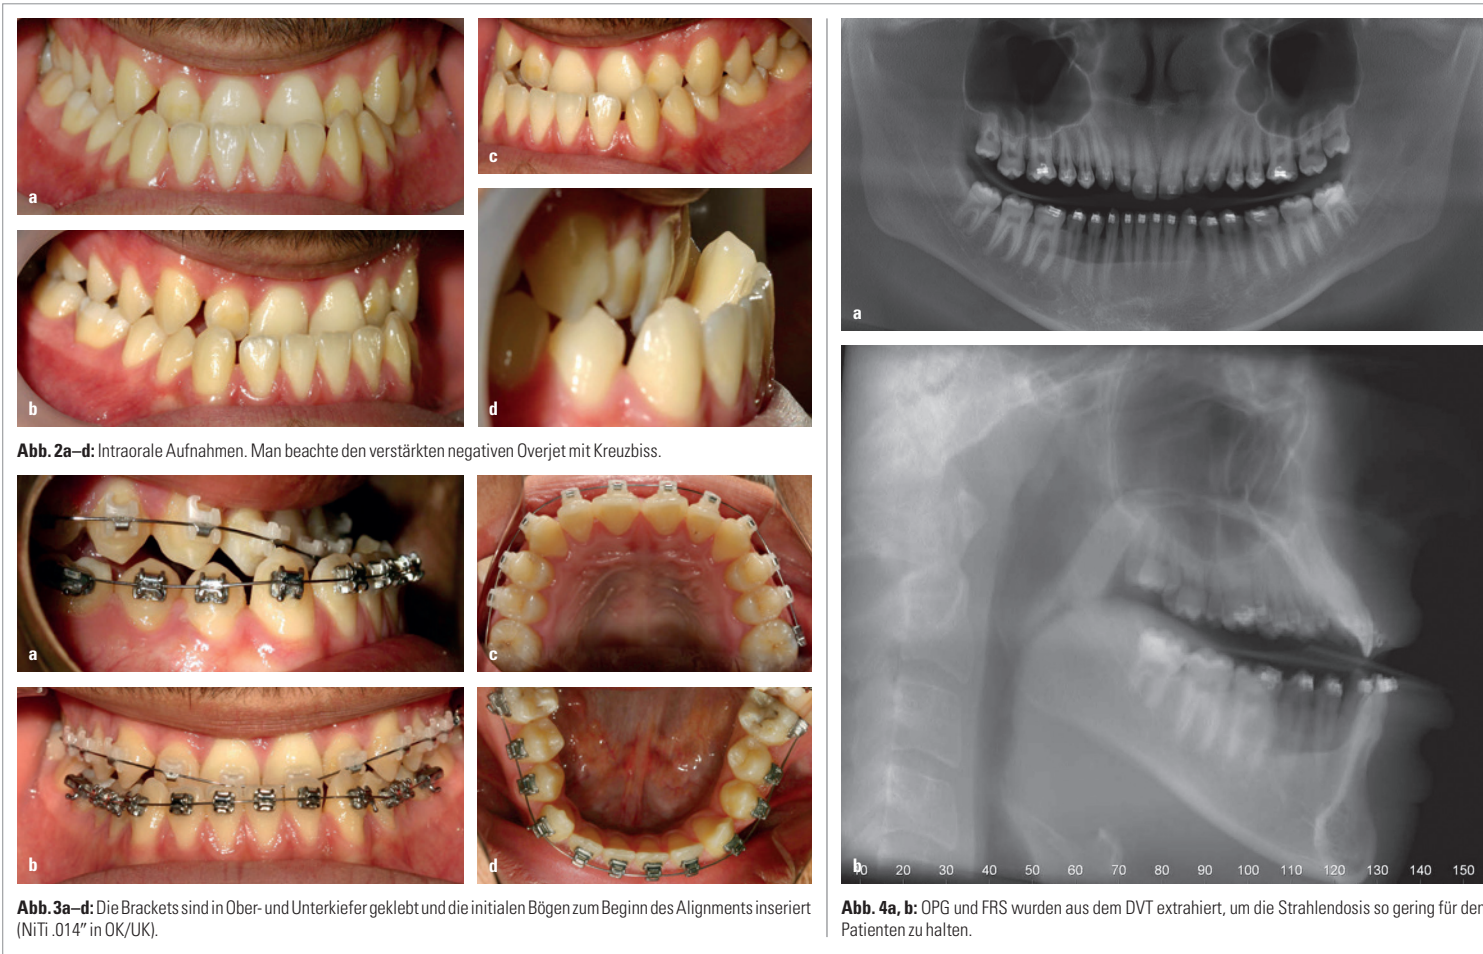 a
c
b
d
Abb. 2a–d: Intraorale Aufnahmen. Man beachte den verstärkten negativen Overjet mit Kreuzbiss.
a
c
b
d
Abb. 3a–d: Die Brackets sind in Ober- und Unterkiefer geklebt und die initialen Bögen zum Beginn des Alignments inseriert
(NiTi .014″ in OK/UK).
a
b
10 20 30 40 50 60 70 80 90 100 110 120 130 140 150
Abb. 4a, b: OPG und FRS wurden aus dem DVT extrahiert, um die Strahlendosis so gering für den
Patienten zu halten.